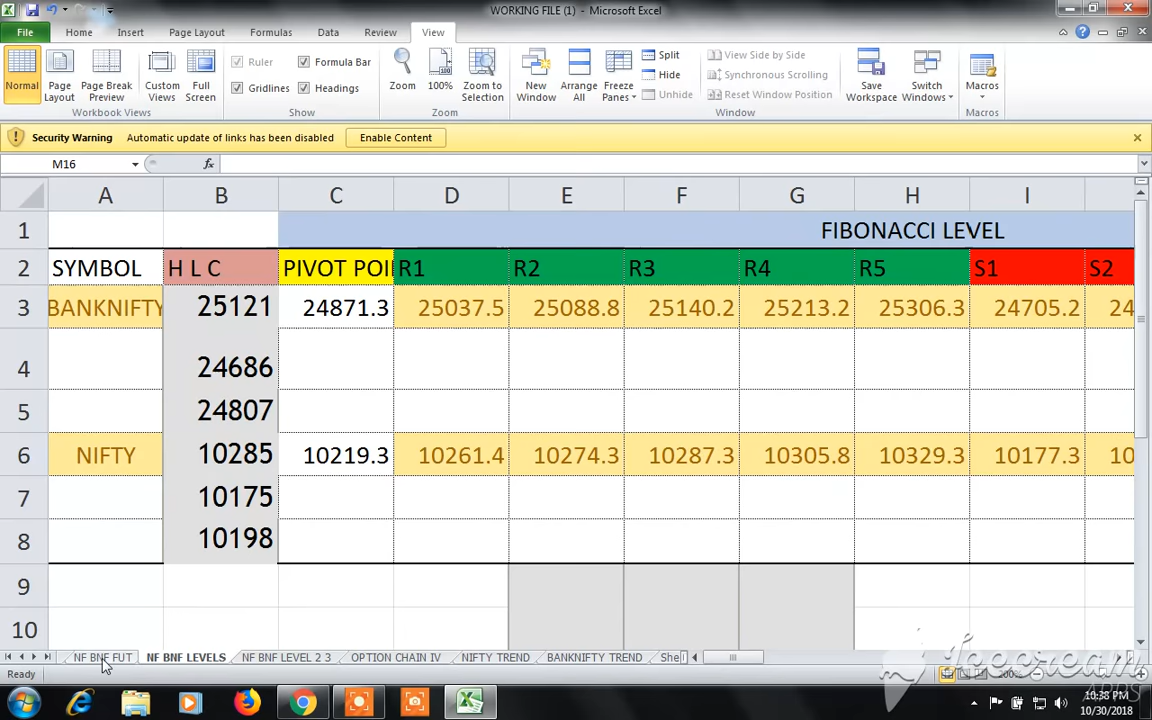 WORKING FILE (1) - Microsoft Excel
File Home Insert Page Layout Formulas Data Review View
Normal
Page Layout
Page Break Preview
Custom Views
Full Screen
Workbook Views
Ruler
Formula Bar
Gridlines
Headings
Show
Zoom
100%
Zoom to Selection
Zoom
New Window
Arrange All
Freeze Panes
Split
Hide
Unhide
View Side by Side
Synchronous Scrolling
Reset Window Position
Save Workspace
Switch Windows
Window
Macros
Macros
Security Warning Automatic update of links has been disabled Enable Content
M16 fx
A B C D E F G H I
1 FIBONACCI LEVEL
2 SYMBOL H L C PIVOT POI R1 R2 R3 R4 R5 S1 S2
3 BANKNIFTY 25121 24871.3 25037.5 25088.8 25140.2 25213.2 25306.3 24705.2 24
4 24686
5 24807
6 NIFTY 10285 10219.3 10261.4 10274.3 10287.3 10305.8 10329.3 10177.3 10
7 10175
8 10198
9
10
NF BNF FUT NF BNF LEVELS NF BNF LEVEL 2 3 OPTION CHAIN IV NIFTY TREND BANKNIFTY TREND She
Ready 200%
Icecream
APPS
10:38 PM
10/30/2018